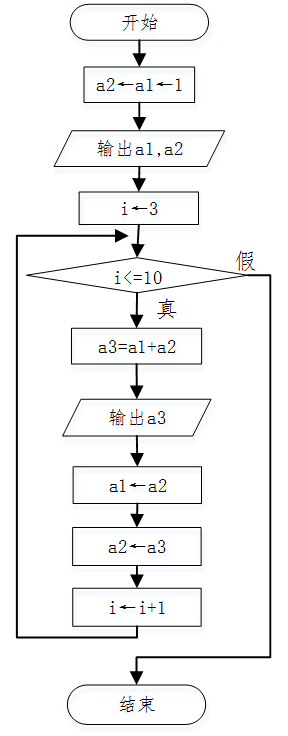 开始
a2←a1←1
输出a1,a2
i←3
i<=10
假
真
a3=a1+a2
输出a3
a1←a2
a2←a3
i←i+1
结束